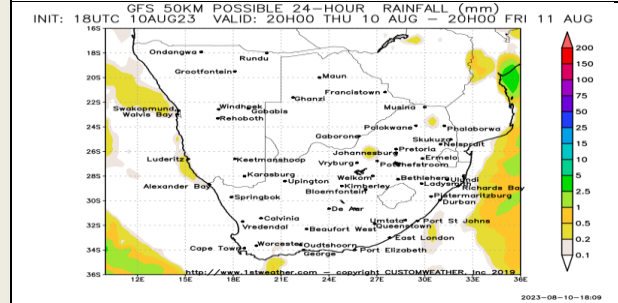 GFS 50KM POSSIBLE 24-HOUR RAINFALL (mm)
INIT: 18UTC 10AUG23 VALID: 20H00 THU 10 AUG - 20H00 FRI 11 AUG
16S
Ondangwa
Rundu
200
18S
150
Grootfontein
Maun
100
20S
Francistown
75
Ghanzi
22S
Swakopmund
Windhoek
Gobabis
Musina
50
Walvis Bay
Rehoboth
25
24S
Polokwane
Phalaborwa
15
Gaborone
Skukuza
Nelspruit
10
26S
Johannesburg
Pretoria
Luderitz
Keetmanshoop
Vryburg
Potchefstroom
Ermelo
5
28S
Karasburg
Upington
Welkom
Bethlehem
Ulundi
2.5
Alexander Bay
Kimberley
Ladysmith
Richards Bay
Bloemfontein
1
30S
Springbok
Pietermaritzburg
De Aar
Durban
0.5
32S
Calvinia
Umtata
Port St Johns
Vredendal
Beaufort West
Queenstown
0.2
East London
34S
Cape Town
Worcester
Oudtshoorn
George
Port Elizabeth
0.1
36S
http://www.1stweather.com - copyright CUSTOMWEATHER, Inc 2019
12E
15E
18E
21E
24E
27E
30E
33E
36E
2023-08-10-18:09